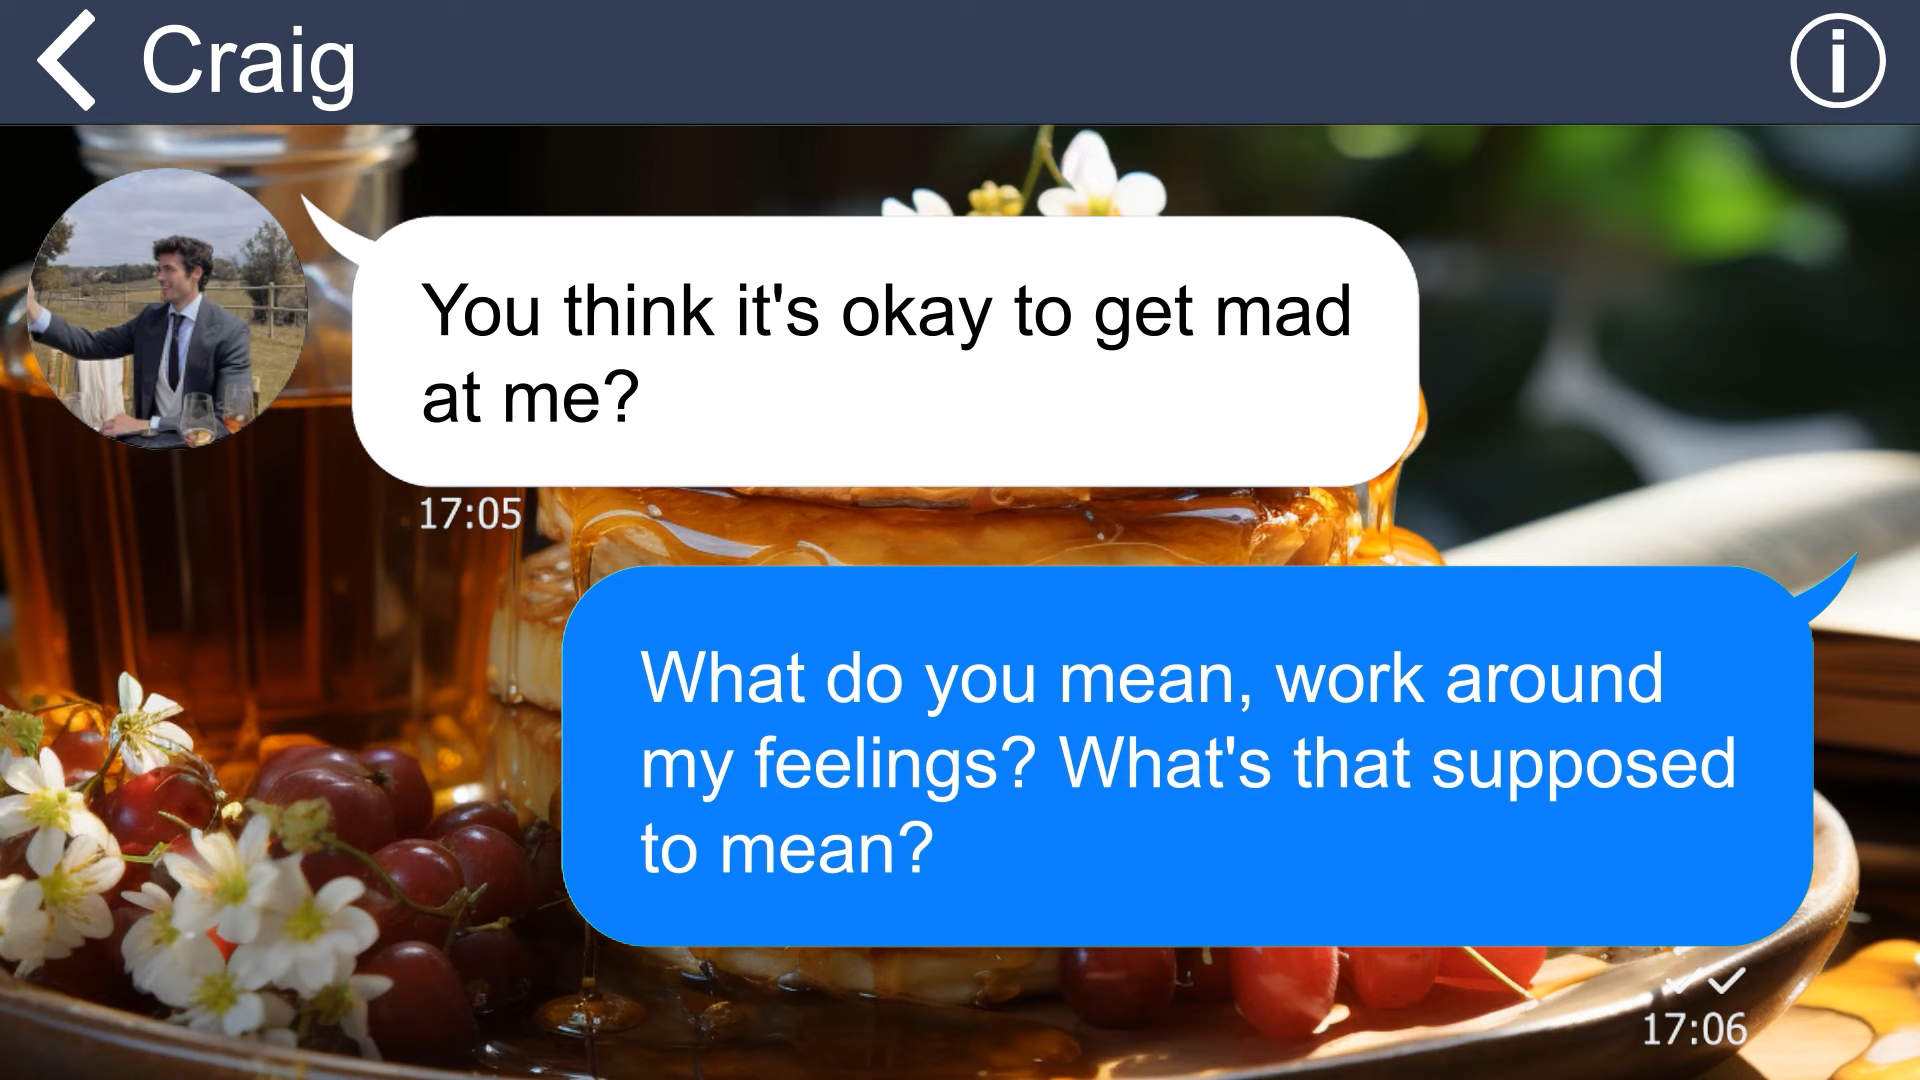 Craig
You think it's okay to get mad
at me?
17:05
What do you mean, work around
my feelings? What's that supposed
to mean?
17:06